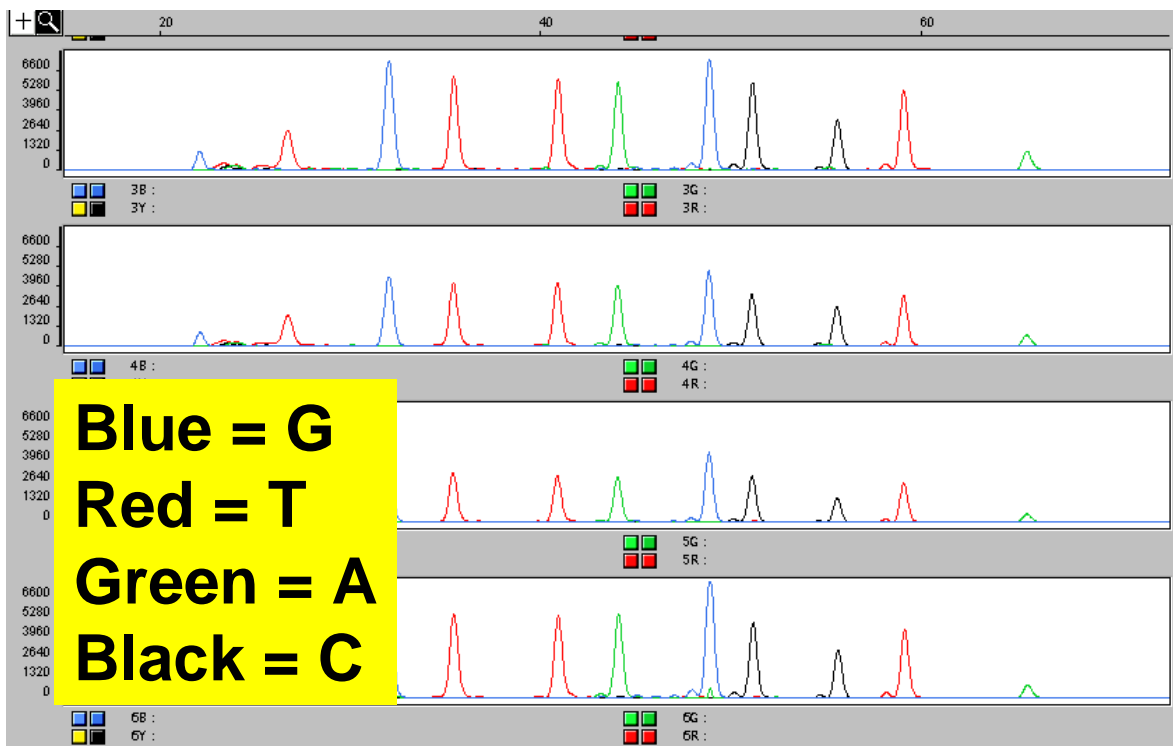 20 40 60
6600
5280
3960
2640
1320
0
3B : 3G :
3Y : 3R :
6600
5280
3960
2640
1320
0
4B : 4G :
4R :
6600
5280
3960
2640
1320
0
Blue = G
Red = T
Green = A
Black = C
5G :
5R :
6600
5280
3960
2640
1320
0
6B : 6G :
6Y : 6R :